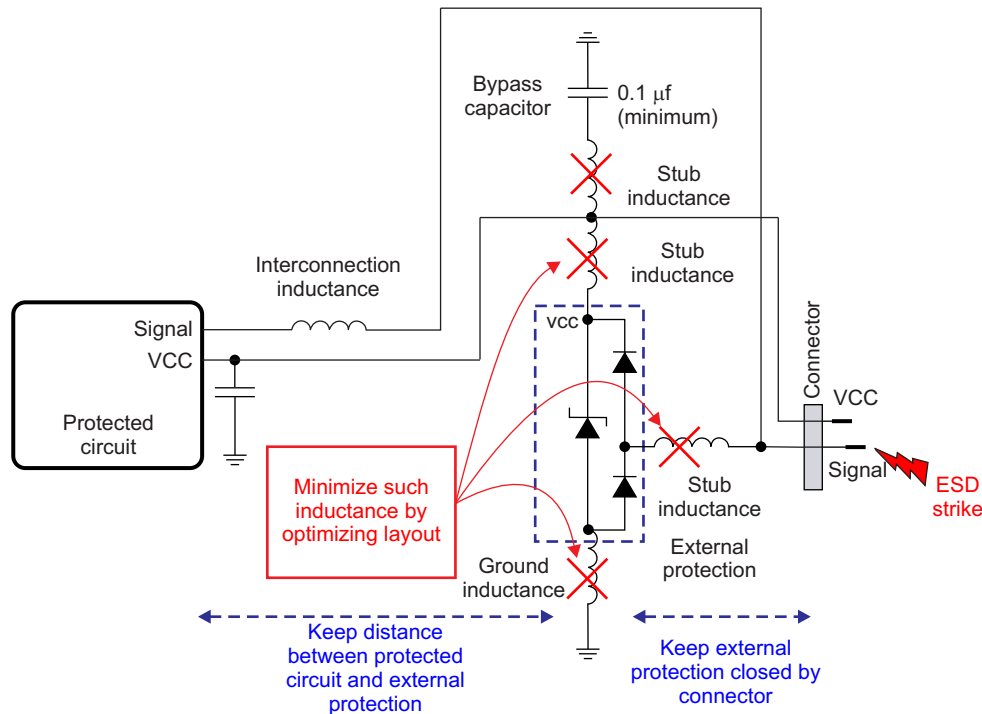 Bypass
capacitor
0.1 μf
(minimum)
Stub
inductance
Stub
inductance
Interconnection
inductance
Signal
VCC
Protected
circuit
vcc
Connector
VCC
Signal
ESD
strike
Minimize such
inductance by
optimizing layout
Stub
inductance
External
protection
Ground
inductance
Keep distance
between protected
circuit and external
protection
Keep external
protection closed by
connector